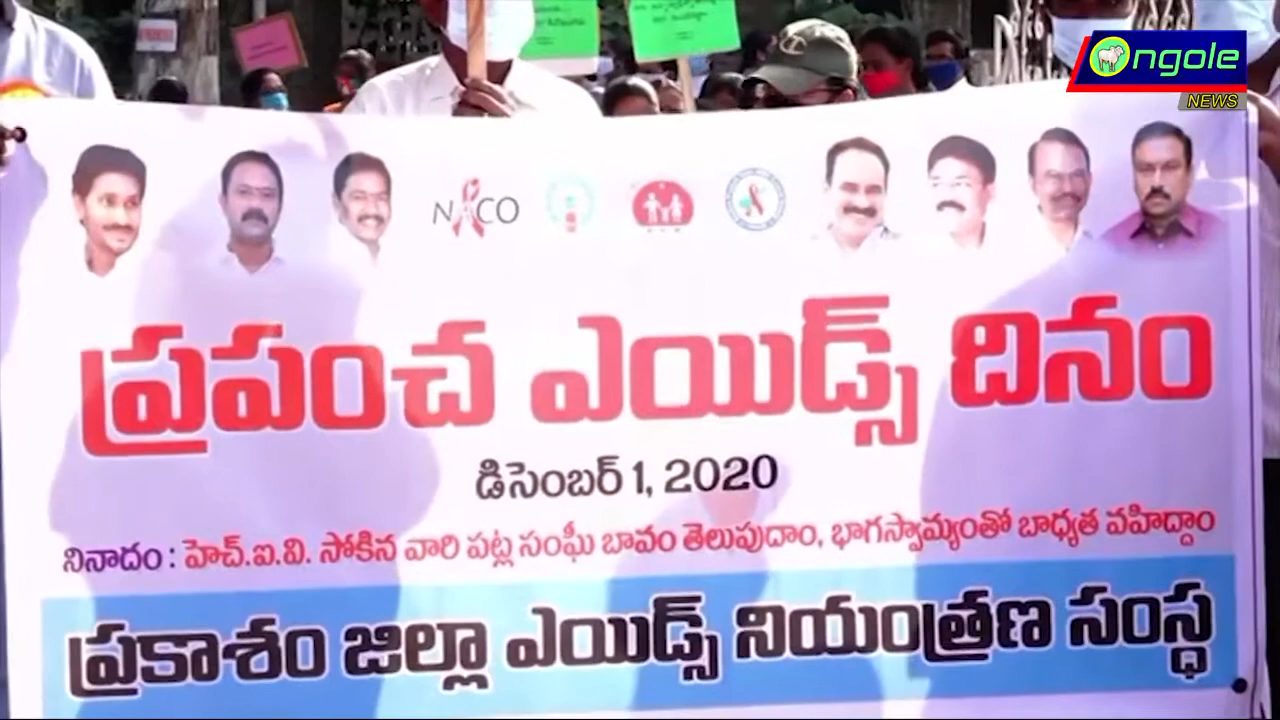 Ongole
NEWS
NACO
ప్రపంచ ఎయిడ్స్ దినం
డిసెంబర్ 1, 2020
నినాదం : హెచ్.ఐ.వి. సోకిన వారి పట్ల సంఘీ బావం తెలుపుదాం, భాగస్వామ్యంతో బాధ్యత వహిద్దాం
ప్రకాశం జిల్లా ఎయిడ్స్ నియంత్రణ సంస్థ